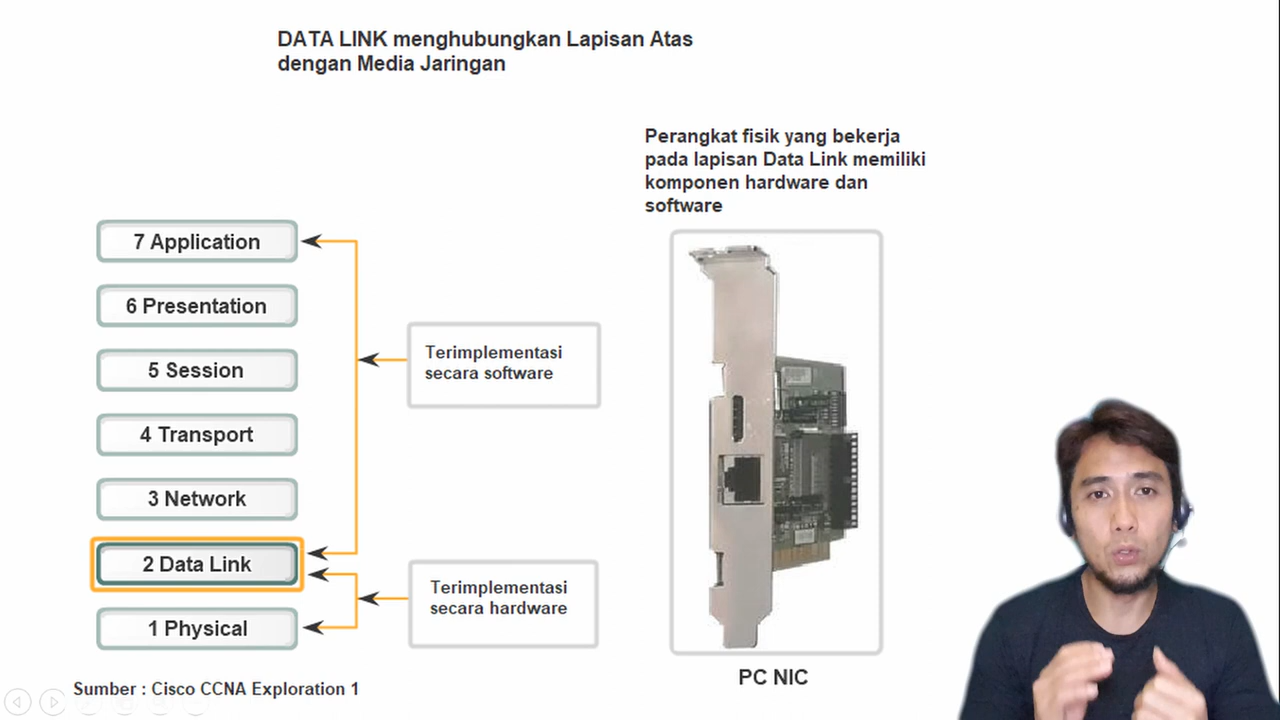 DATA LINK menghubungkan Lapisan Atas
dengan Media Jaringan
Perangkat fisik yang bekerja
pada lapisan Data Link memiliki
komponen hardware dan
software
7 Application
6 Presentation
5 Session
4 Transport
3 Network
2 Data Link
1 Physical
Terimplementasi
secara software
Terimplementasi
secara hardware
PC NIC
Sumber : Cisco CCNA Exploration 1